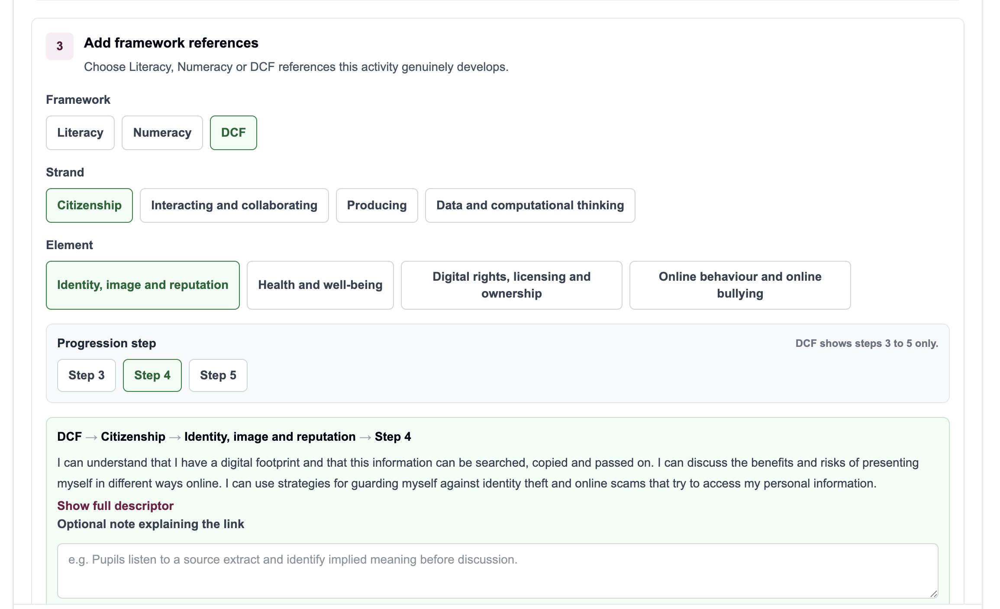 3
Add framework references
Choose Literacy, Numeracy or DCF references this activity genuinely develops.
Framework
Literacy
Numeracy
DCF
Strand
Citizenship
Interacting and collaborating
Producing
Data and computational thinking
Element
Identity, image and reputation
Health and well-being
Digital rights, licensing and
ownership
Online behaviour and online
bullying
Progression step
DCF shows steps 3 to 5 only.
Step 3
Step 4
Step 5
DCF → Citizenship → Identity, image and reputation → Step 4
I can understand that I have a digital footprint and that this information can be searched, copied and passed on. I can discuss the benefits and risks of presenting
myself in different ways online. I can use strategies for guarding myself against identity theft and online scams that try to access my personal information.
Show full descriptor
Optional note explaining the link
e.g. Pupils listen to a source extract and identify implied meaning before discussion.